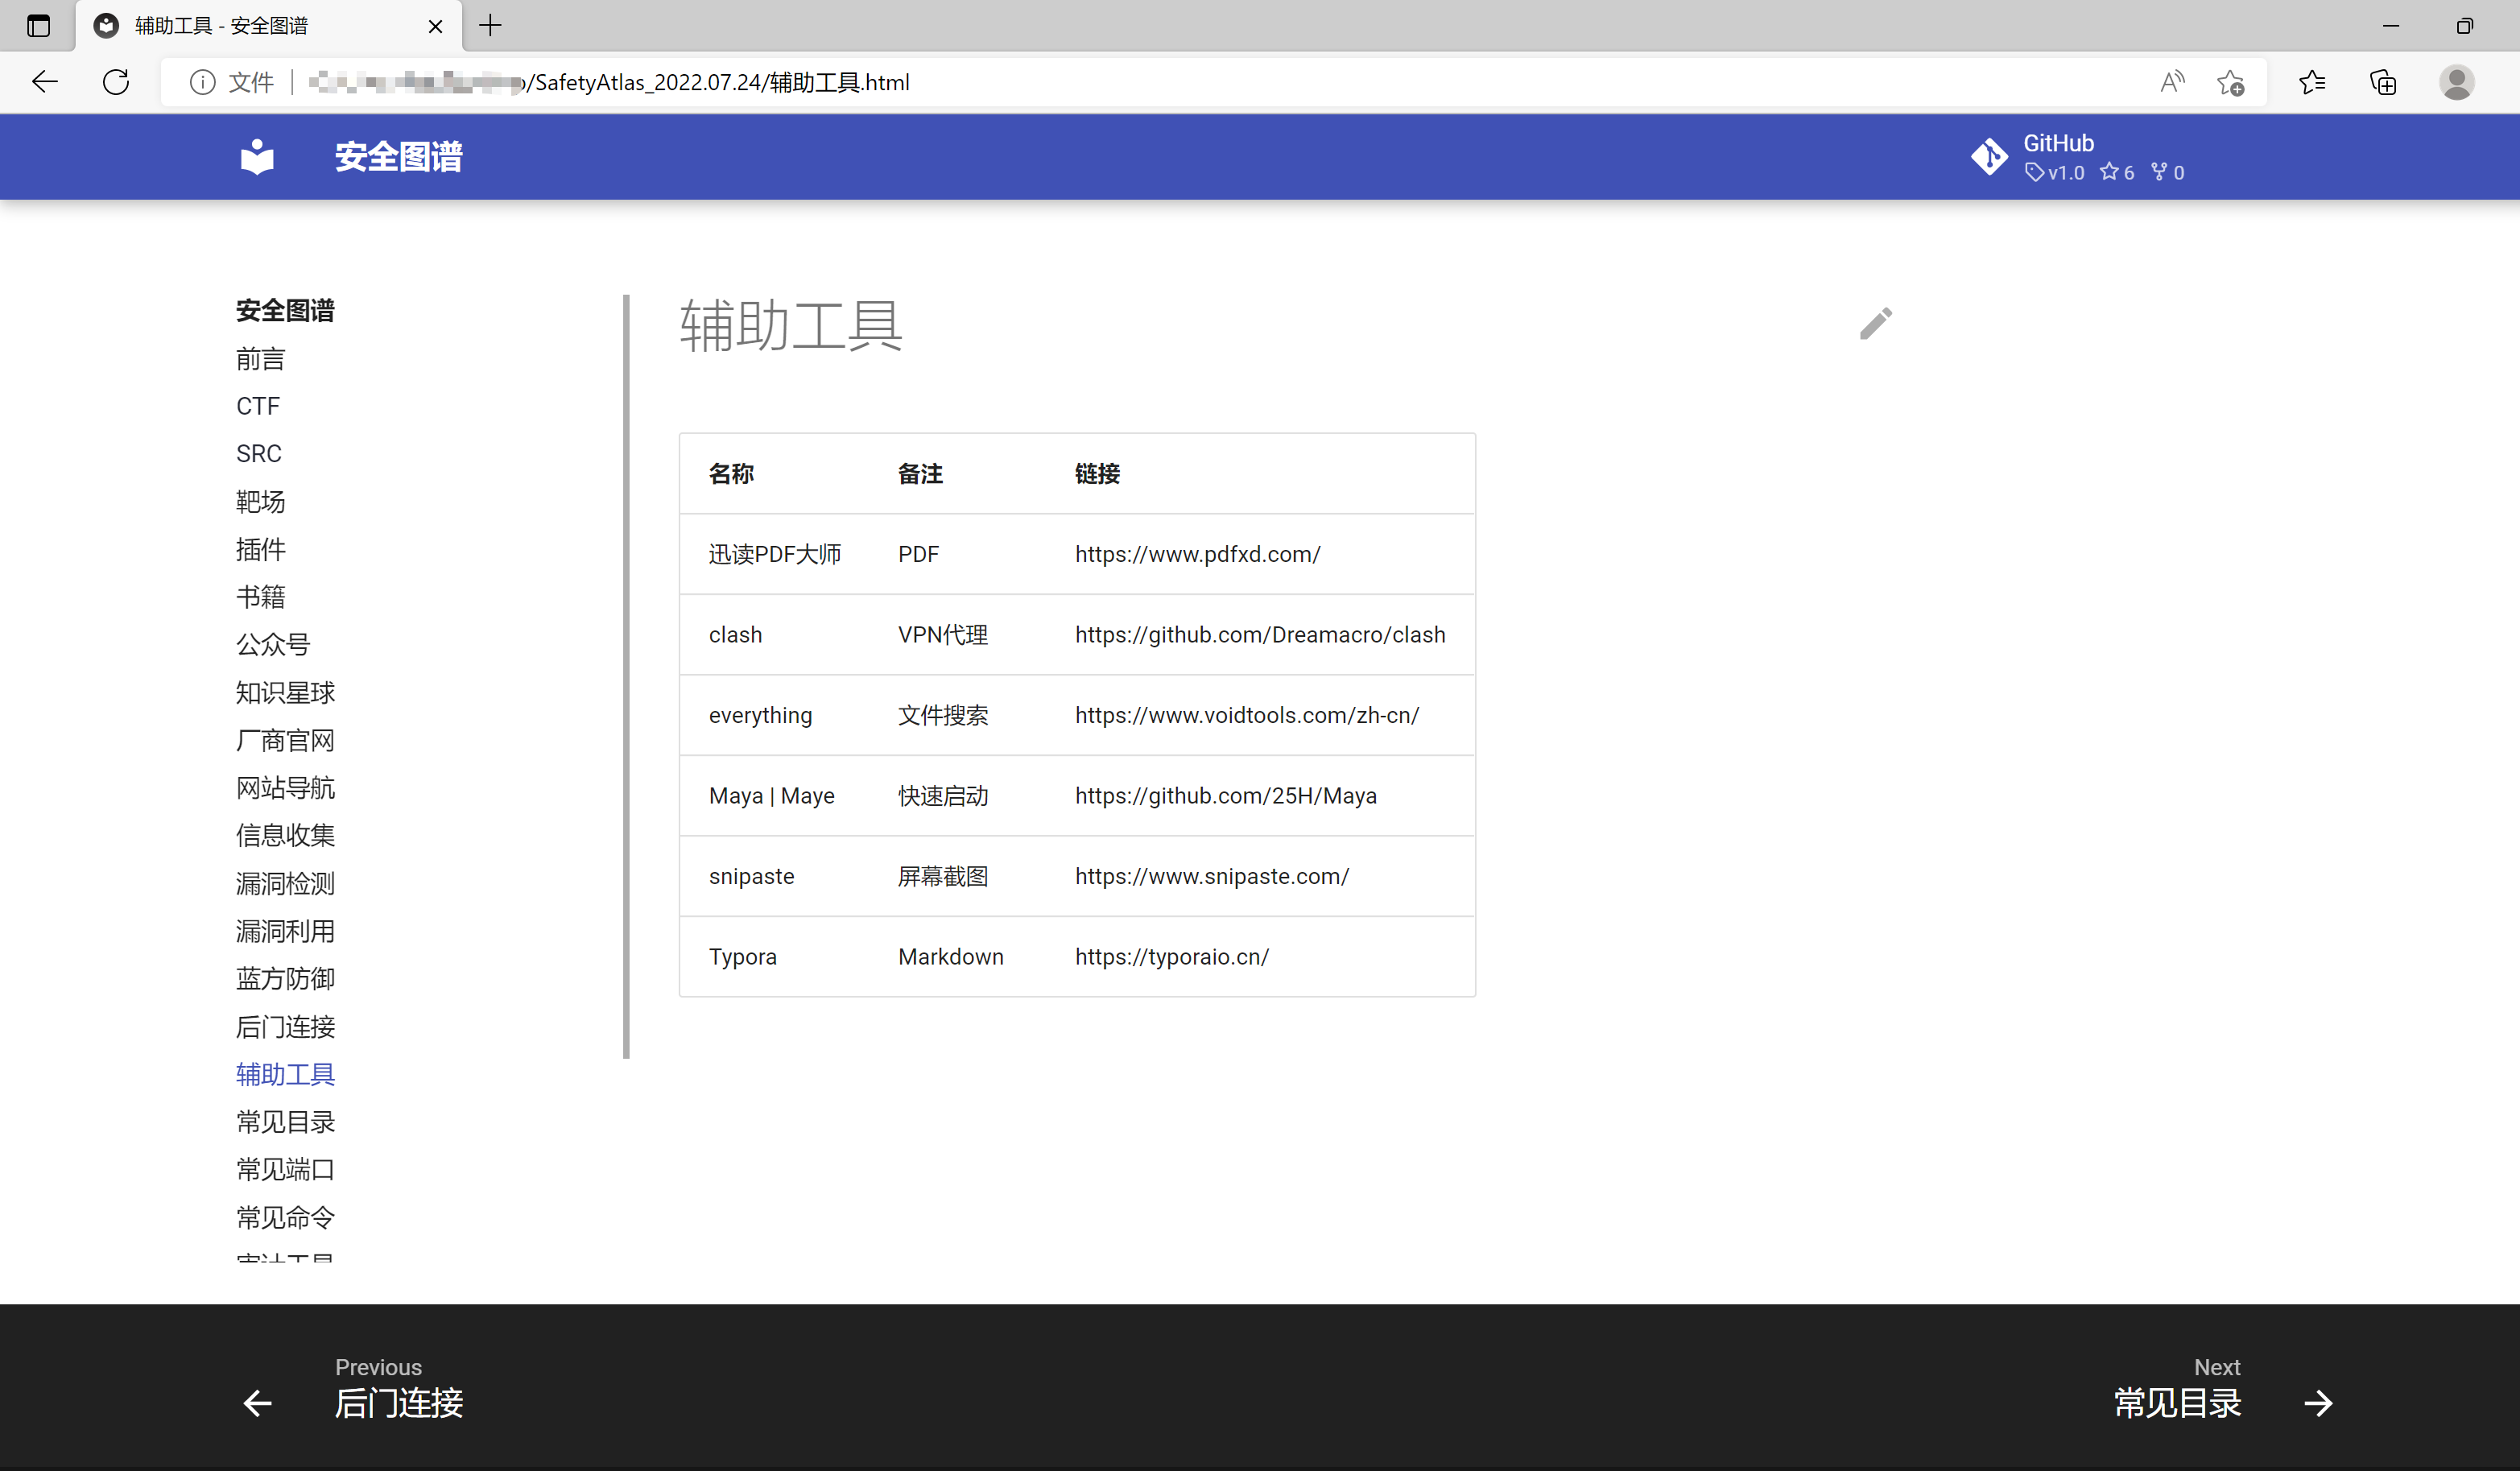 辅助工具 - 安全图谱
文件 /SafetyAtlas_2022.07.24/辅助工具.html
安全图谱
GitHub
v1.0 6 0
安全图谱
前言
CTF
SRC
靶场
插件
书籍
公众号
知识星球
厂商官网
网站导航
信息收集
漏洞检测
漏洞利用
蓝方防御
后门连接
辅助工具
常见目录
常见端口
常见命令
辅助工具
名称 备注 链接
迅读PDF大师 PDF https://www.pdfxd.com/
clash VPN代理 https://github.com/Dreamacro/clash
everything 文件搜索 https://www.voidtools.com/zh-cn/
Maya | Maye 快速启动 https://github.com/25H/Maya
snipaste 屏幕截图 https://www.snipaste.com/
Typora Markdown https://typoraio.cn/
Previous
后门连接
Next
常见目录